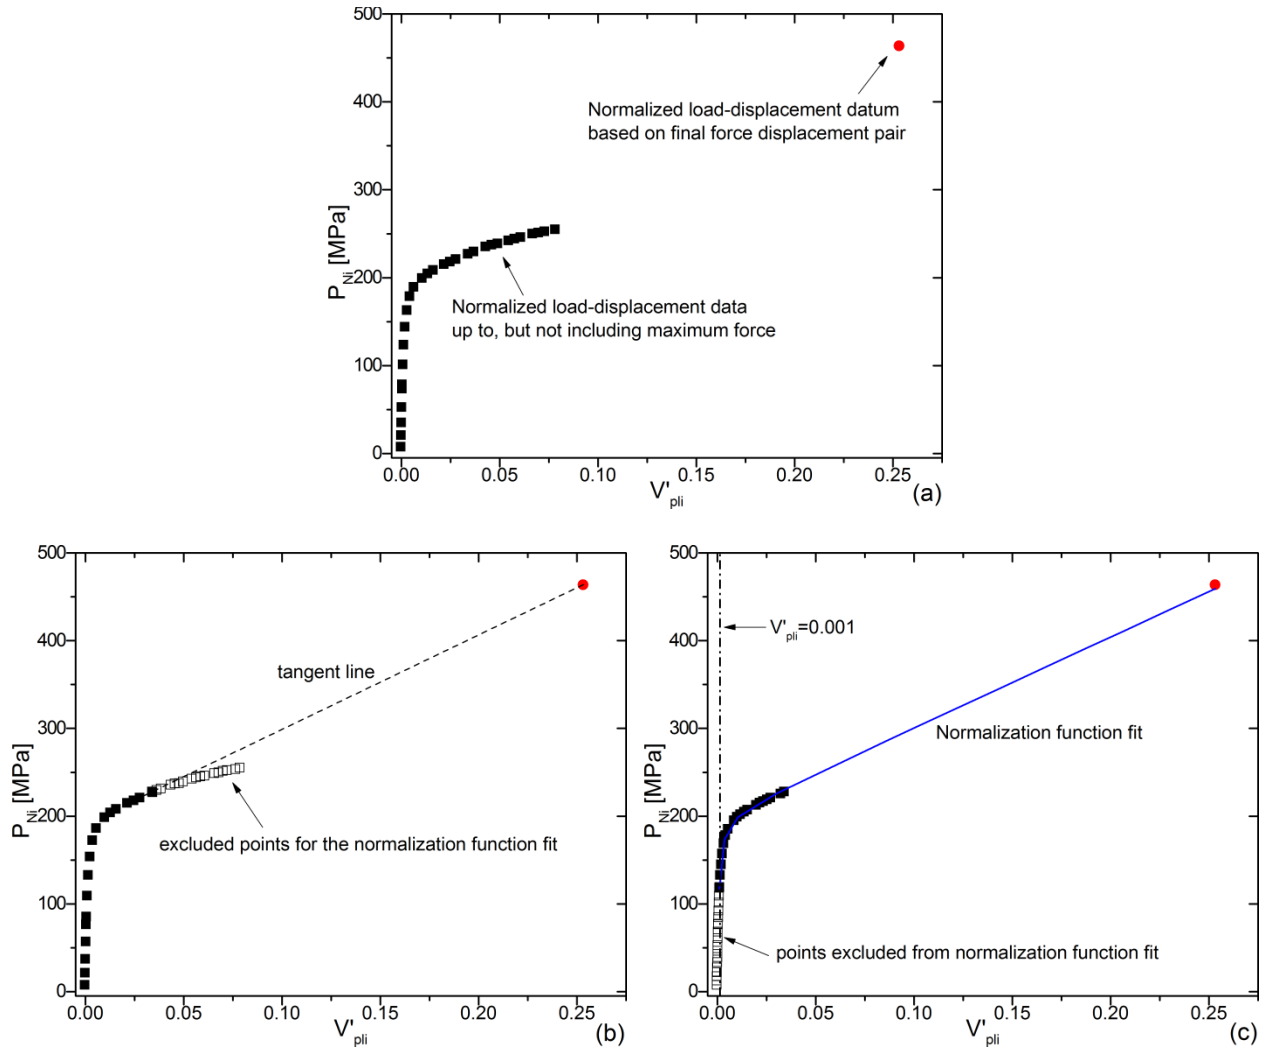 500
400
300
200
100
0
P_Ni [MPa]
Normalized load-displacement datum
based on final force displacement pair
Normalized load-displacement data
up to, but not including maximum force
0.00 0.05 0.10 0.15 0.20 0.25
V'_pli
(a)
500
400
300
200
100
0
P_Ni [MPa]
tangent line
excluded points for the normalization function fit
0.00 0.05 0.10 0.15 0.20 0.25
V'_pli
(b)
500
400
300
200
100
0
P_Ni [MPa]
V'_pli=0.001
Normalization function fit
points excluded from normalization function fit
0.00 0.05 0.10 0.15 0.20 0.25
V'_pli
(c)